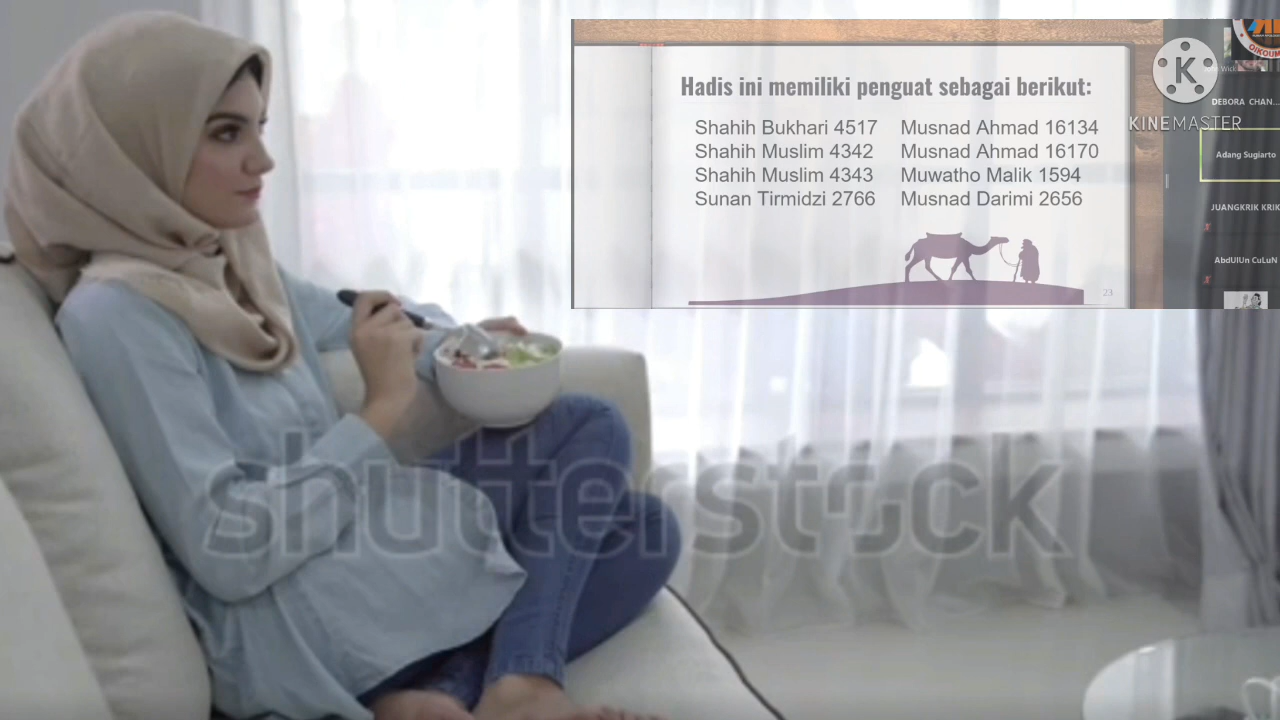 Hadis ini memiliki penguat sebagai berikut:
Shahih Bukhari 4517 Musnad Ahmad 16134
Shahih Muslim 4342 Musnad Ahmad 16170
Shahih Muslim 4343 Muwatho Malik 1594
Sunan Tirmidzi 2766 Musnad Darimi 2656
23
K
KINEMASTER
DEBORA CHAN...
Adang Sugiarto
JUANGKRIK KRIK
AbdUlUn CuLuN
shutterstock